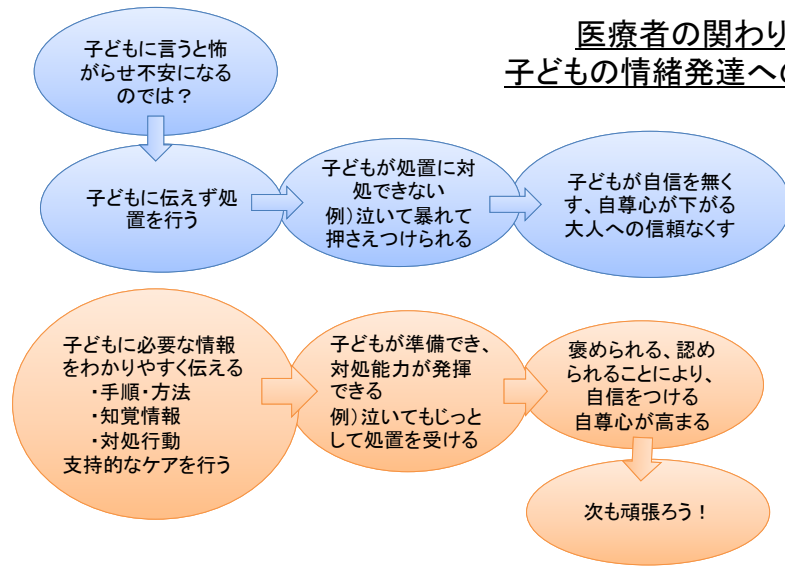 医療者の関わり
子どもの情緒発達への
子どもに言うと怖
がらせ不安になる
のでは？
子どもに伝えず処
置を行う
子どもが処置に対
処できない
例）泣いて暴れて
押さえつけられる
子どもが自信を無く
す、自尊心が下がる
大人への信頼なくす
子どもに必要な情報
をわかりやすく伝える
・手順・方法
・知覚情報
・対処行動
支持的なケアを行う
子どもが準備でき、
対処能力が発揮
できる
例）泣いてもじっと
して処置を受ける
褒められる、認め
られることにより、
自信をつける
自尊心が高まる
次も頑張ろう！